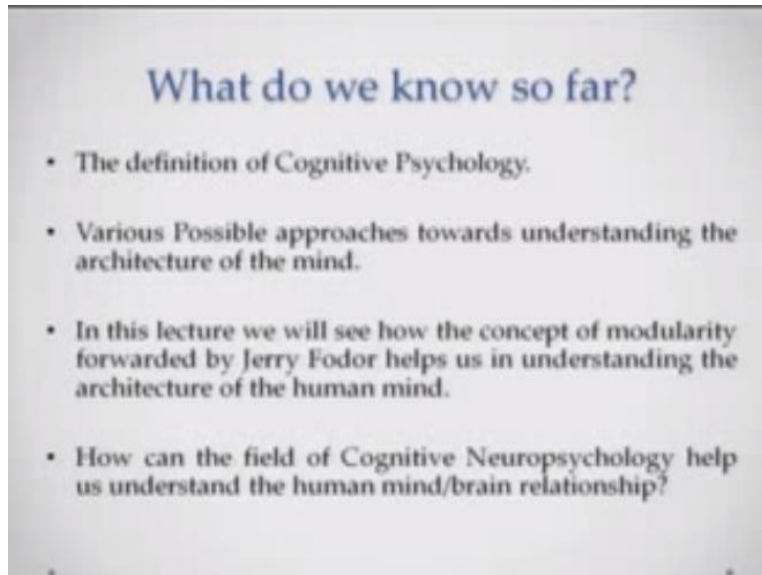 What do we know so far?
• The definition of Cognitive Psychology.
• Various Possible approaches towards understanding the
architecture of the mind.
• In this lecture we will see how the concept of modularity
forwarded by Jerry Fodor helps us in understanding the
architecture of the human mind.
• How can the field of Cognitive Neuropsychology help
us understand the human mind/brain relationship?